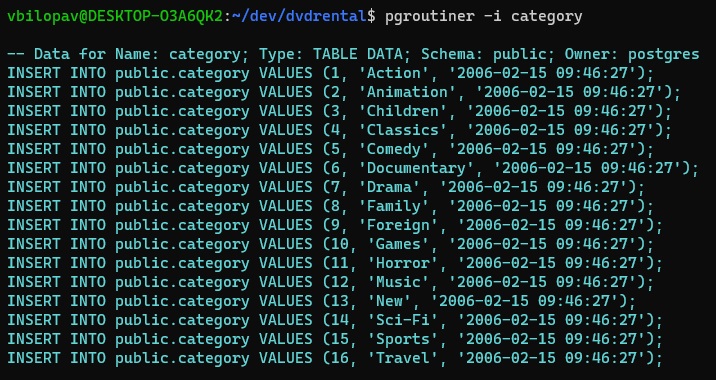 vbilopav@DESKTOP-O3A6QK2:~/dev/dvdrental$ pgroutiner -i category
-- Data for Name: category; Type: TABLE DATA; Schema: public; Owner: postgres
INSERT INTO public.category VALUES (1, 'Action', '2006-02-15 09:46:27');
INSERT INTO public.category VALUES (2, 'Animation', '2006-02-15 09:46:27');
INSERT INTO public.category VALUES (3, 'Children', '2006-02-15 09:46:27');
INSERT INTO public.category VALUES (4, 'Classics', '2006-02-15 09:46:27');
INSERT INTO public.category VALUES (5, 'Comedy', '2006-02-15 09:46:27');
INSERT INTO public.category VALUES (6, 'Documentary', '2006-02-15 09:46:27');
INSERT INTO public.category VALUES (7, 'Drama', '2006-02-15 09:46:27');
INSERT INTO public.category VALUES (8, 'Family', '2006-02-15 09:46:27');
INSERT INTO public.category VALUES (9, 'Foreign', '2006-02-15 09:46:27');
INSERT INTO public.category VALUES (10, 'Games', '2006-02-15 09:46:27');
INSERT INTO public.category VALUES (11, 'Horror', '2006-02-15 09:46:27');
INSERT INTO public.category VALUES (12, 'Music', '2006-02-15 09:46:27');
INSERT INTO public.category VALUES (13, 'New', '2006-02-15 09:46:27');
INSERT INTO public.category VALUES (14, 'Sci-Fi', '2006-02-15 09:46:27');
INSERT INTO public.category VALUES (15, 'Sports', '2006-02-15 09:46:27');
INSERT INTO public.category VALUES (16, 'Travel', '2006-02-15 09:46:27');